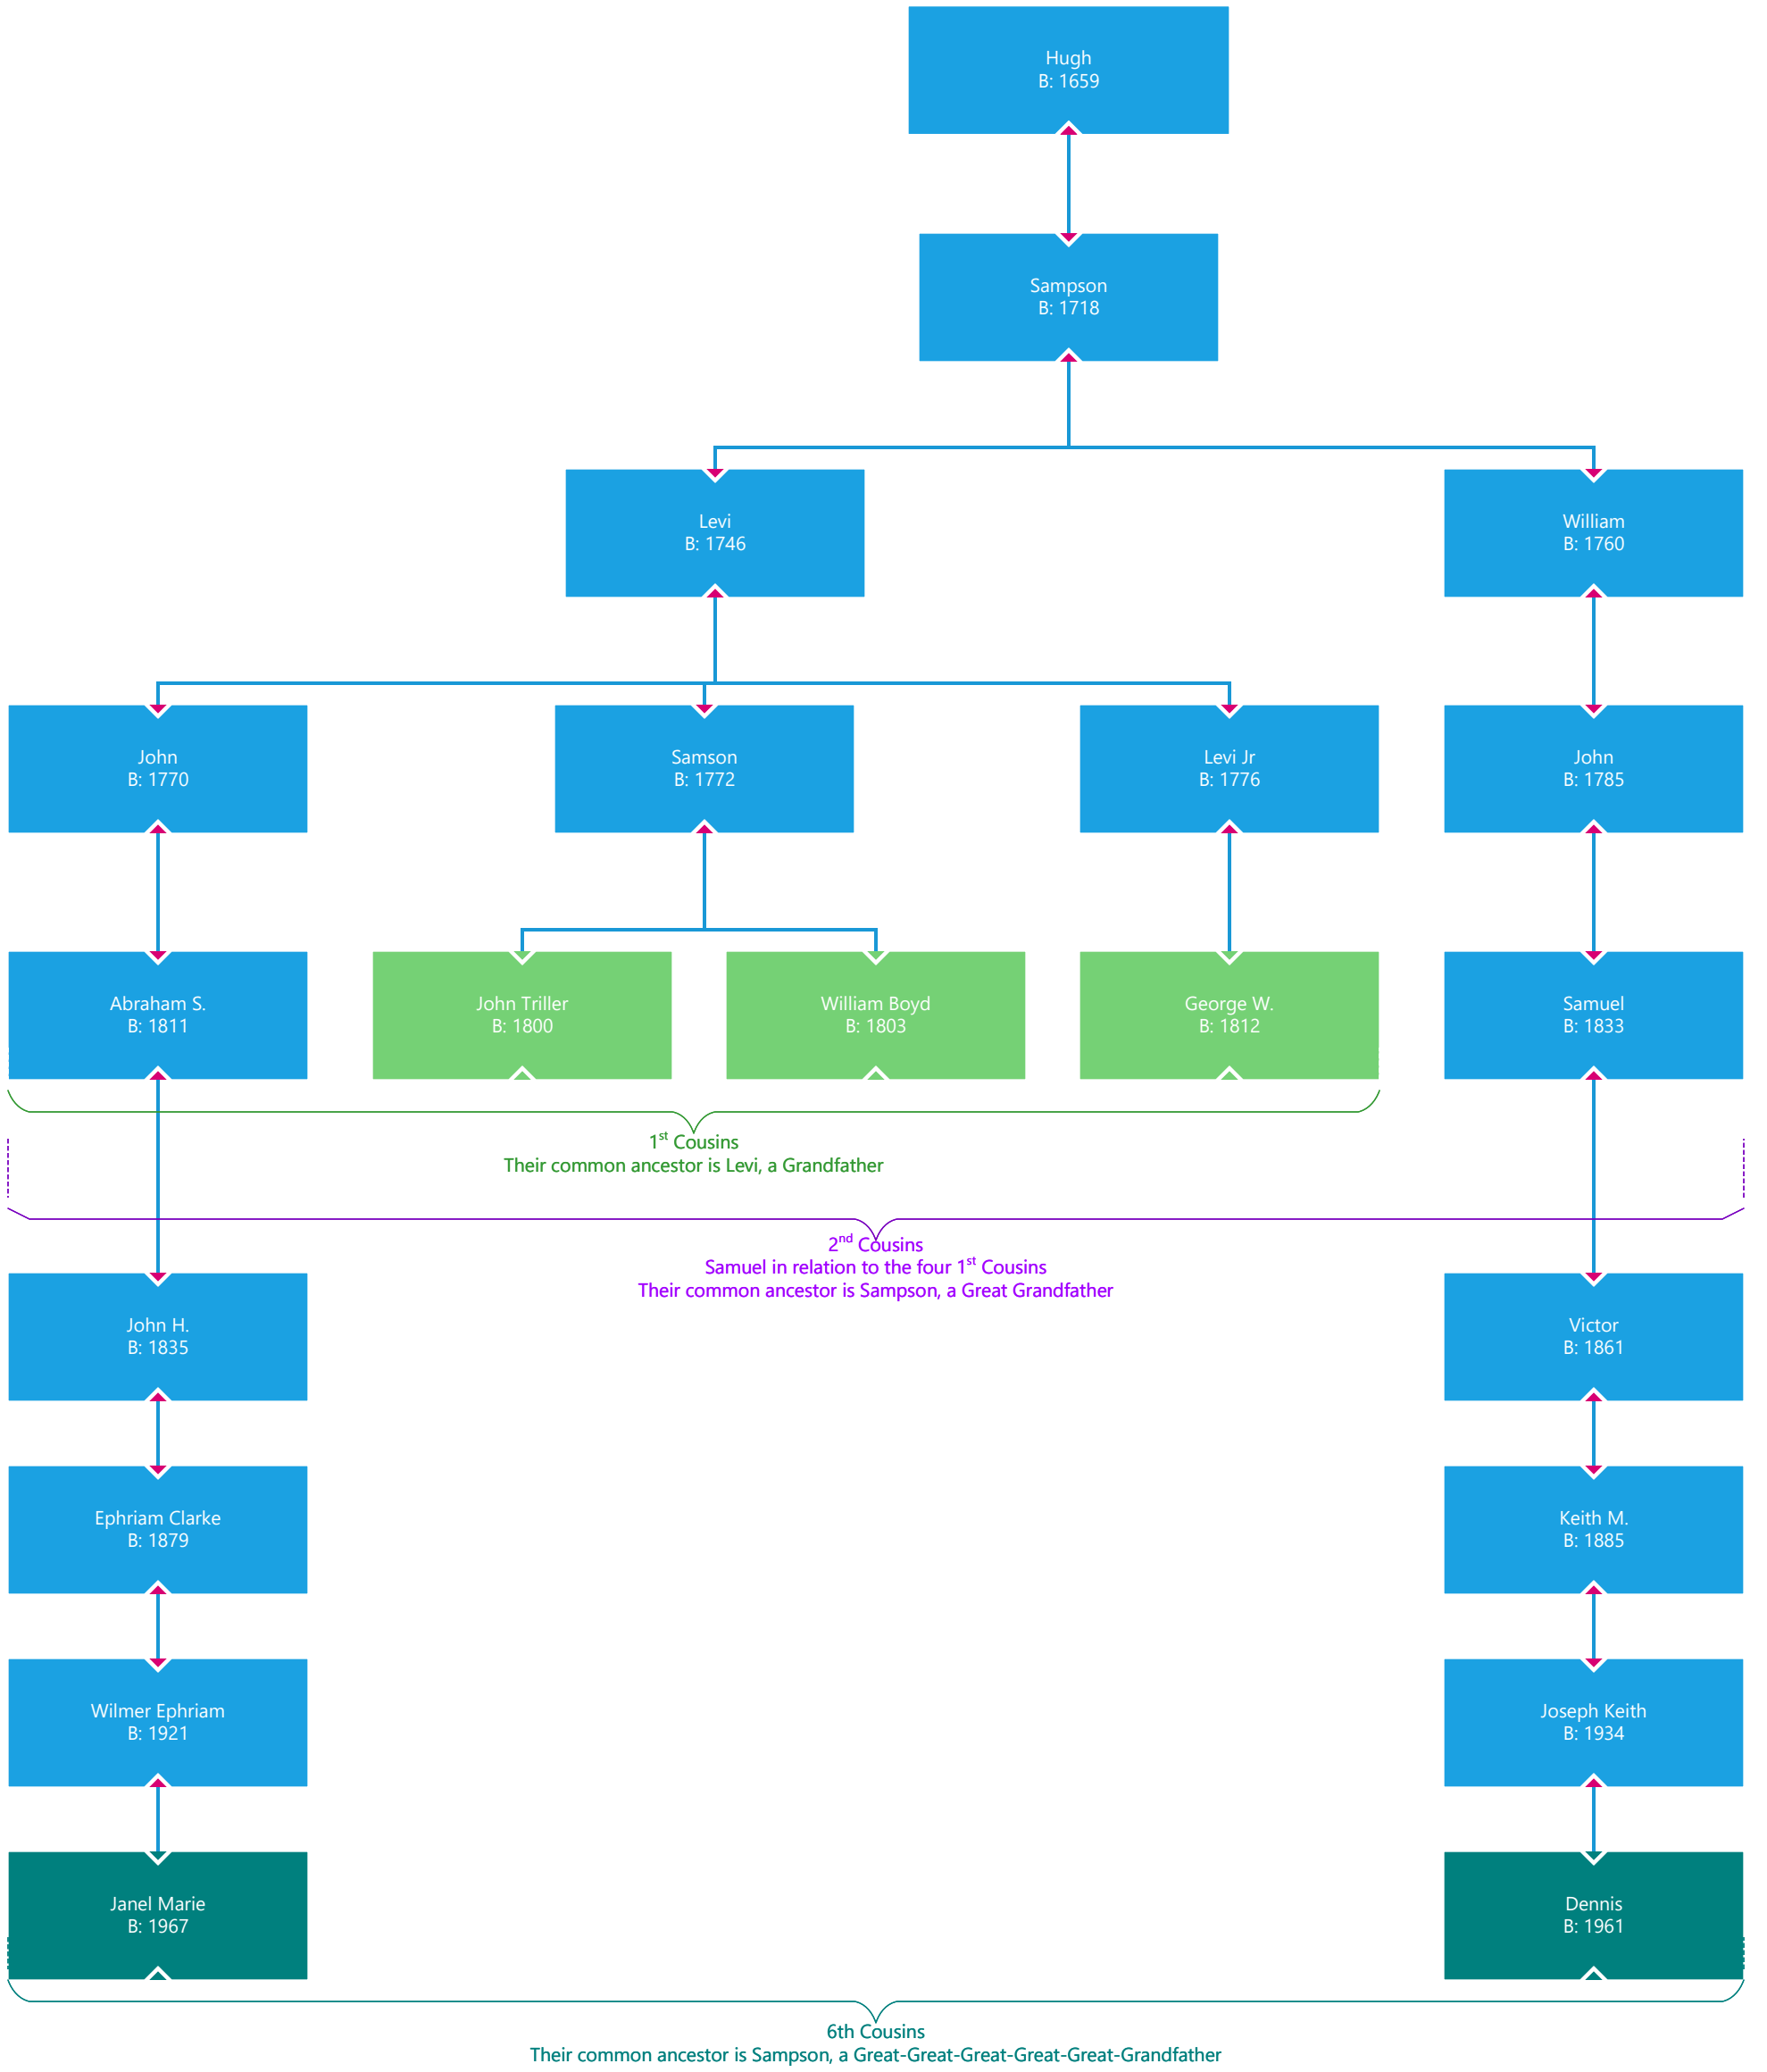 Hugh
B: 1659
Sampson
B: 1718
Levi
B: 1746
William
B: 1760
John
B: 1770
Samson
B: 1772
Levi Jr
B: 1776
John
B: 1785
Abraham S.
B: 1811
John Triller
B: 1800
William Boyd
B: 1803
George W.
B: 1812
Samuel
B: 1833
1st Cousins
Their common ancestor is Levi, a Grandfather
2nd Cousins
Samuel in relation to the four 1st Cousins
Their common ancestor is Sampson, a Great Grandfather
John H.
B: 1835
Victor
B: 1861
Ephriam Clarke
B: 1879
Keith M.
B: 1885
Wilmer Ephriam
B: 1921
Joseph Keith
B: 1934
Janel Marie
B: 1967
Dennis
B: 1961
6th Cousins
Their common ancestor is Sampson, a Great-Great-Great-Great-Great-Grandfather